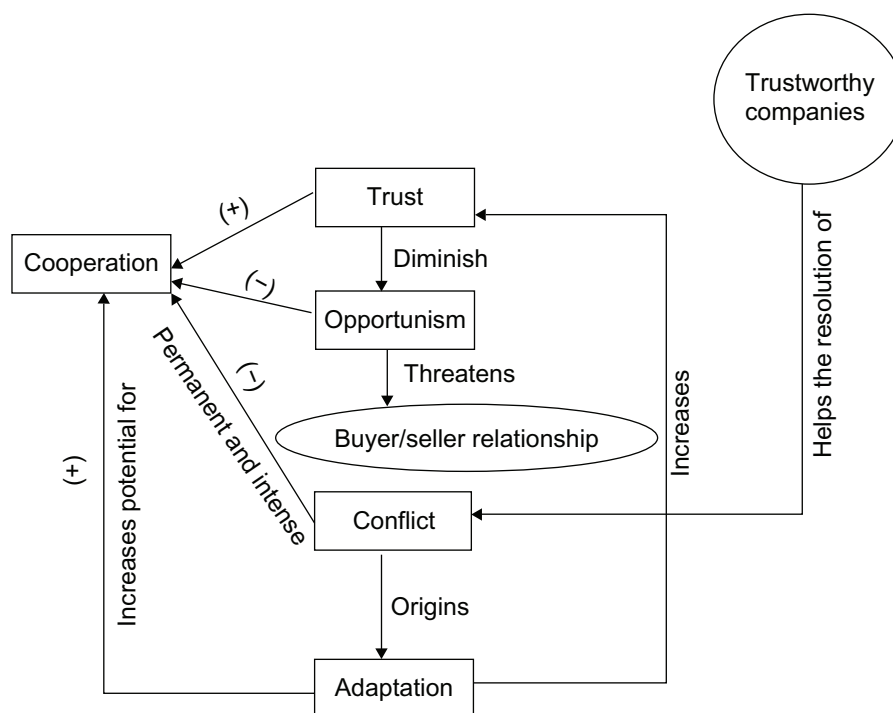 Trustworthy
companies
Trust
(+)
Cooperation
Diminish
(−)
Opportunism
Threatens
(−)
Permanent and intense
Buyer/seller relationship
Increases
Helps the resolution of
(+)
Increases potential for
Conflict
Origins
Adaptation